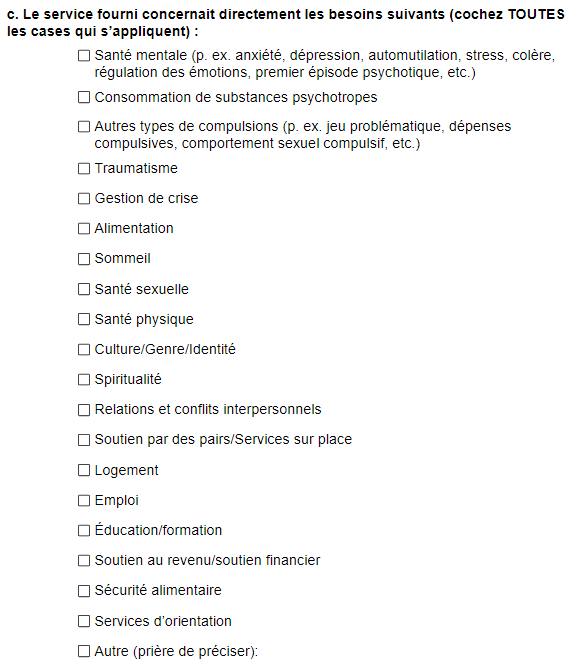 c. Le service fourni concernait directement les besoins suivants (cochez TOUTES
les cases qui s’appliquent) :
Santé mentale (p. ex. anxiété, dépression, automutilation, stress, colère,
régulation des émotions, premier épisode psychotique, etc.)
Consommation de substances psychotropes
Autres types de compulsions (p. ex. jeu problématique, dépenses
compulsives, comportement sexuel compulsif, etc.)
Traumatisme
Gestion de crise
Alimentation
Sommeil
Santé sexuelle
Santé physique
Culture/Genre/Identité
Spiritualité
Relations et conflits interpersonnels
Soutien par des pairs/Services sur place
Logement
Emploi
Éducation/formation
Soutien au revenu/soutien financier
Sécurité alimentaire
Services d’orientation
Autre (prière de préciser):